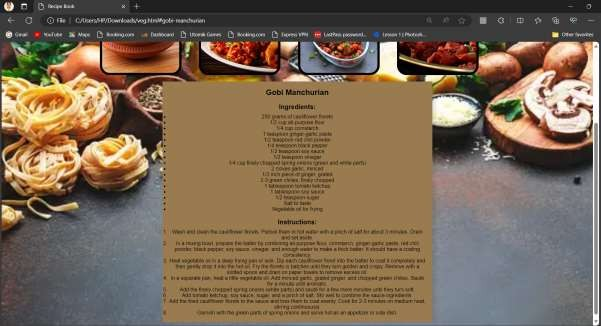 Recipe Book
File
C:/Users/HP/Downloads/veg.html#gobi-manchurian
Gmail YouTube Maps Booking.com Dashboard Utomik Games Booking.com Express VPN LastPass password... Lesson 1 | Photosh... Other favorites
Gobi Manchurian
Ingredients:
250 grams of cauliflower florets
1/2 cup all-purpose flour
1/4 cup cornstarch
1 teaspoon ginger-garlic paste
1/2 teaspoon red chili powder
1/4 teaspoon black pepper
1/2 teaspoon soy sauce
1/2 teaspoon vinegar
1/4 cup finely chopped spring onions (green and white parts)
2 cloves garlic, minced
1/2 inch piece of ginger, grated
2-3 green chilies, finely chopped
1 tablespoon tomato ketchup
1 tablespoon soy sauce
1/2 teaspoon sugar
Salt to taste
Vegetable oil for frying
Instructions:
1. Wash and clean the cauliflower florets. Parboil them in hot water with a pinch of salt for about 3 minutes. Drain
and set aside.
2. In a mixing bowl, prepare the batter by combining all-purpose flour, cornstarch, ginger-garlic paste, red chili
powder, black pepper, soy sauce, vinegar, and enough water to make a thick batter. It should have a coating
consistency.
3. Heat vegetable oil in a deep frying pan or wok. Dip each cauliflower floret into the batter to coat it completely and
then gently drop it into the hot oil. Fry the florets in batches until they turn golden and crispy. Remove with a
slotted spoon and drain on paper towels to remove excess oil.
4. In a separate pan, heat a little vegetable oil. Add minced garlic, grated ginger, and chopped green chilies. Sauté
for a minute until aromatic.
5. Add the finely chopped spring onions (white parts) and sauté for a few more minutes until they turn soft.
6. Add tomato ketchup, soy sauce, sugar, and a pinch of salt. Stir well to combine the sauce ingredients.
7. Add the fried cauliflower florets to the sauce and toss them to coat evenly. Cook for 2-3 minutes on medium heat,
stirring continuously.
8. Garnish with the green parts of spring onions and serve hot as an appetizer or side dish.